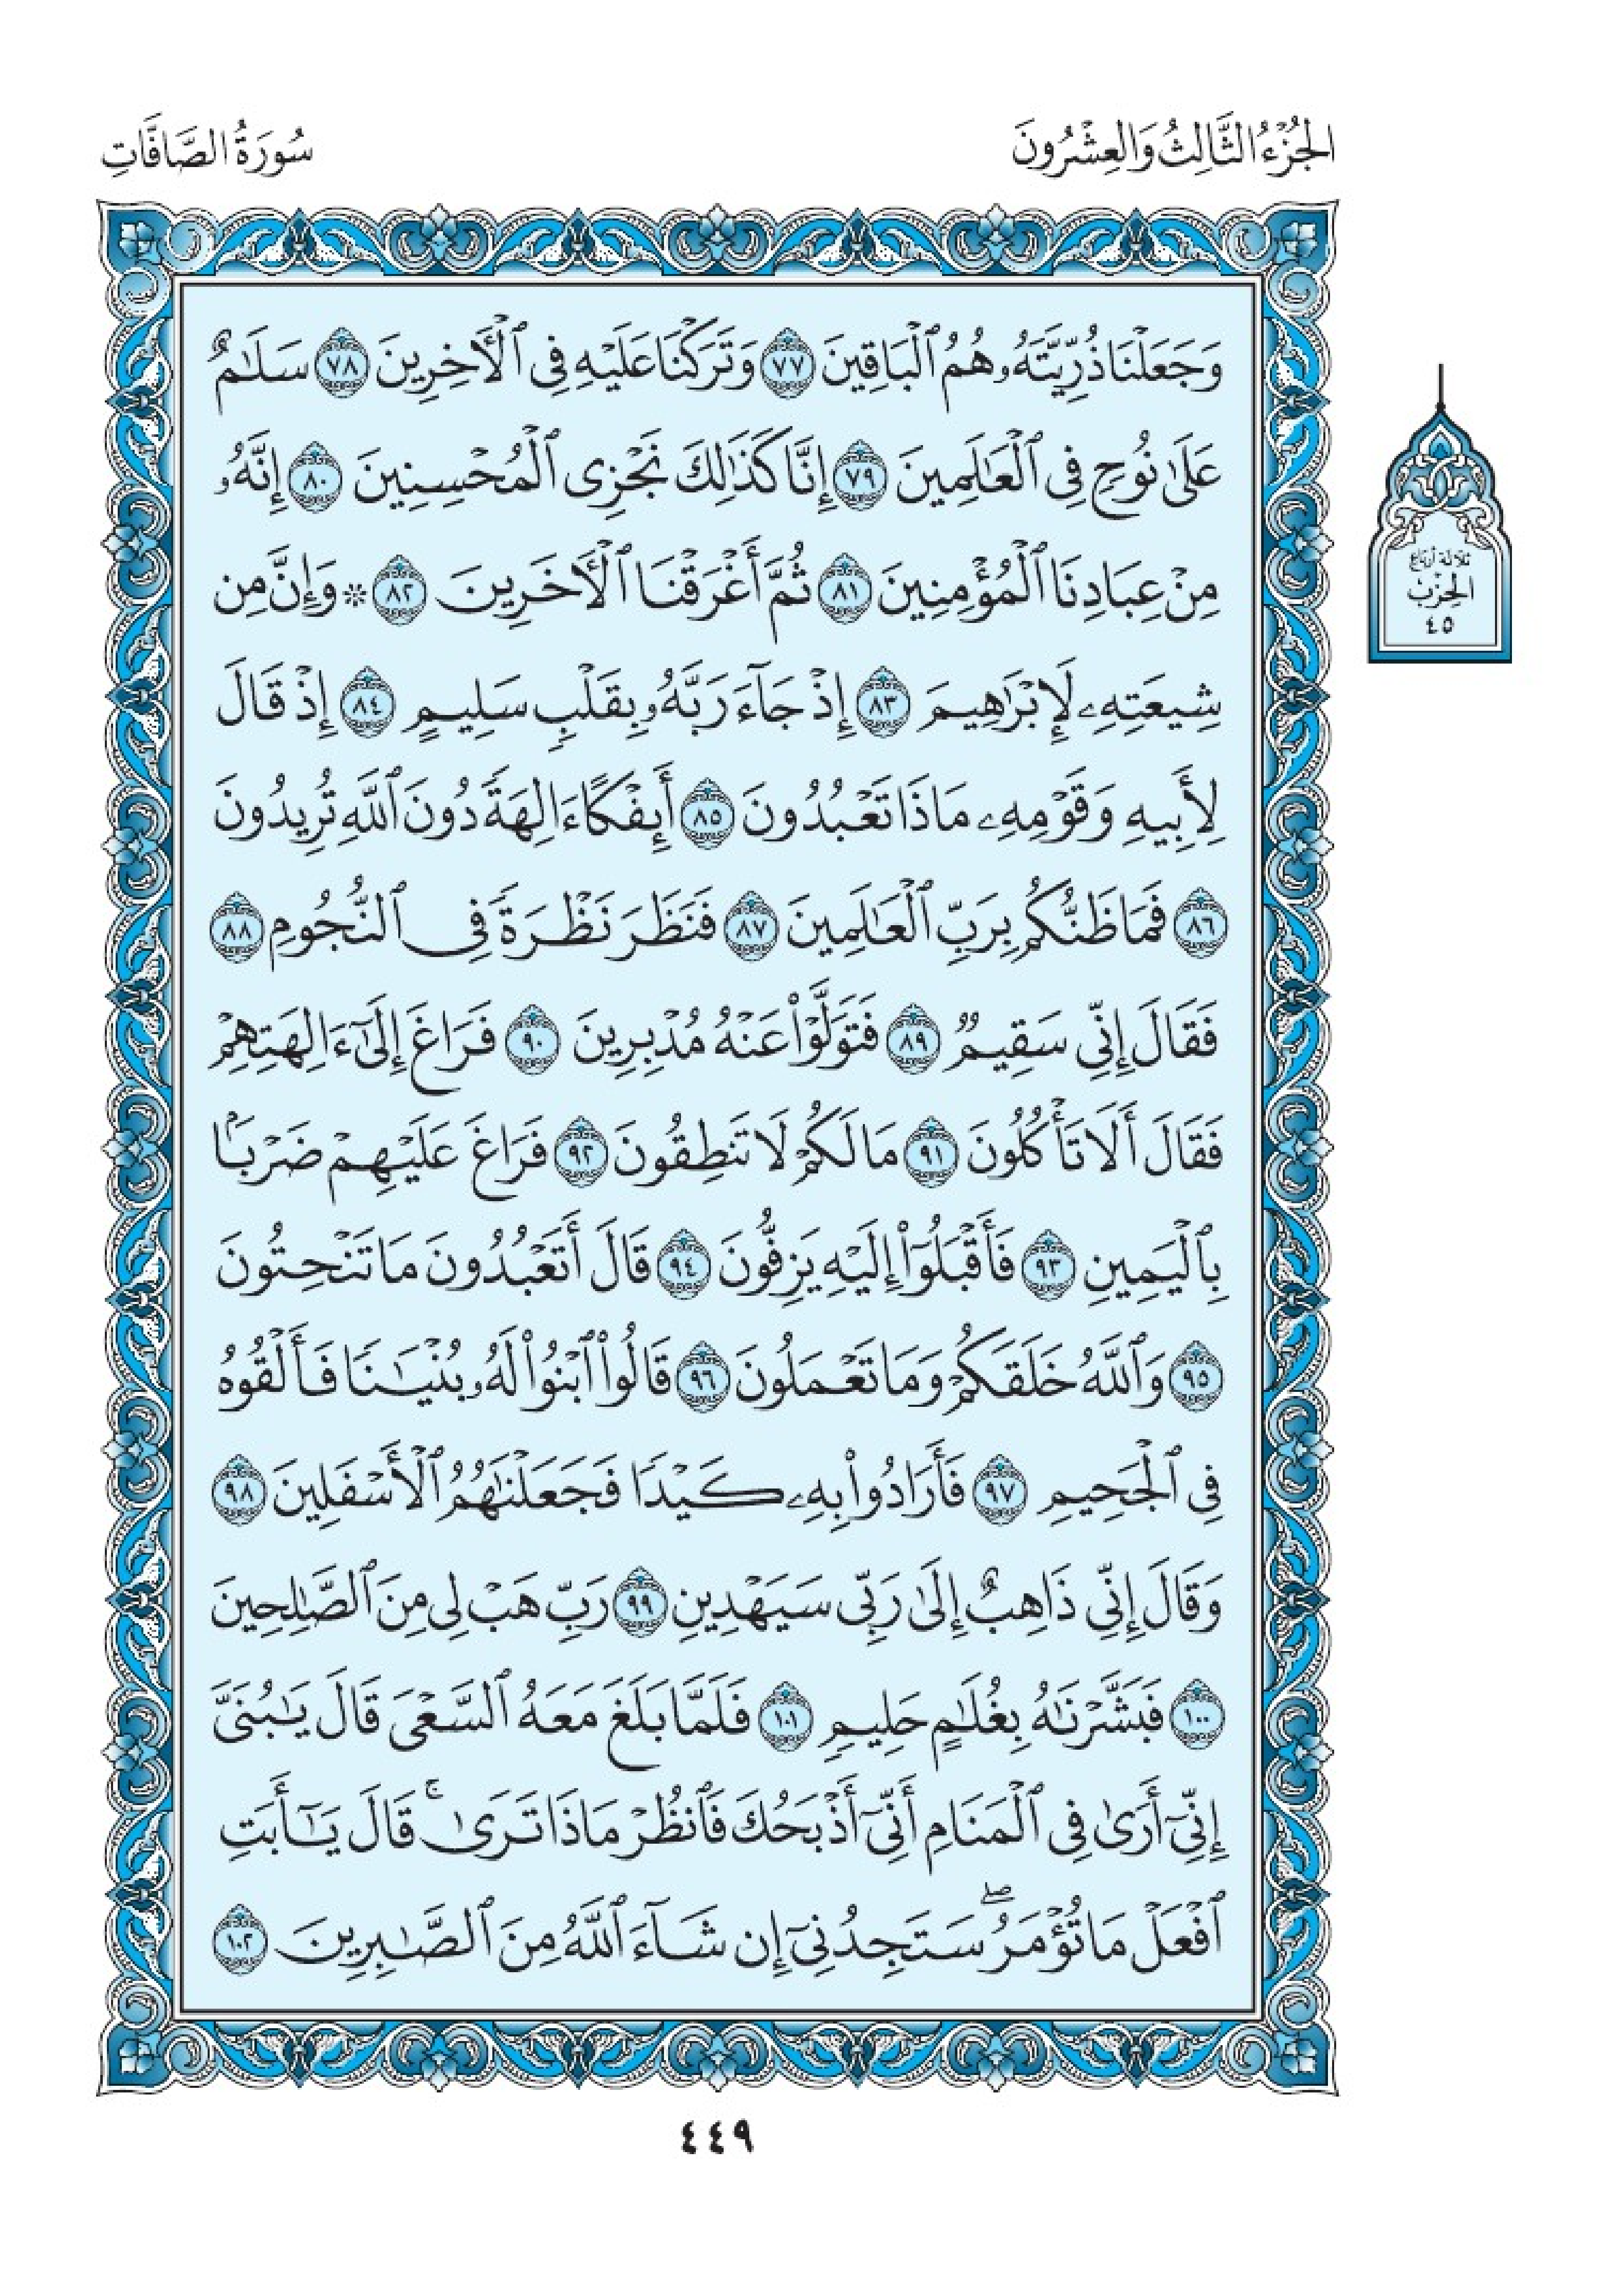 الجُزْءُ الثَّالِثُ وَالعِشْرُونَ
سُورَةُ الصَّافَّاتِ
وَجَعَلْنَا ذُرِّيَّتَهُۥ هُمُ ٱلْبَاقِينَ ٧٧ وَتَرَكْنَا عَلَيْهِ فِى ٱلْأَخِرِينَ ٧٨ سَلَٰمٌ
عَلَىٰ نُوحٍ فِى ٱلْعَٰلَمِينَ ٧٩ إِنَّا كَذَٰلِكَ نَجْزِى ٱلْمُحْسِنِينَ ٨٠ إِنَّهُۥ
مِنْ عِبَادِنَا ٱلْمُؤْمِنِينَ ٨١ ثُمَّ أَغْرَقْنَا ٱلْأَخَرِينَ ٨٢ ۞ وَإِنَّ مِن
شِيعَتِهِۦ لَإِبْرَٰهِيمَ ٨٣ إِذْ جَآءَ رَبَّهُۥ بِقَلْبٍ سَلِيمٍ ٨٤ إِذْ قَالَ
لِأَبِيهِ وَقَوْمِهِۦ مَاذَا تَعْبُدُونَ ٨٥ أَئِفْكًا ءَالِهَةً دُونَ ٱللَّهِ تُرِيدُونَ
٨٦ فَمَا ظَنُّكُم بِرَبِّ ٱلْعَٰلَمِينَ ٨٧ فَنَظَرَ نَظْرَةً فِى ٱلنُّجُومِ ٨٨
فَقَالَ إِنِّى سَقِيمٌ ٨٩ فَتَوَلَّوْا۟ عَنْهُ مُدْبِرِينَ ٩٠ فَرَاغَ إِلَىٰٓ ءَالِهَتِهِمْ
فَقَالَ أَلَا تَأْكُلُونَ ٩١ مَا لَكُمْ لَا تَنطِقُونَ ٩٢ فَرَاغَ عَلَيْهِمْ ضَرْبًۢا
بِٱلْيَمِينِ ٩٣ فَأَقْبَلُوٓا۟ إِلَيْهِ يَزِفُّونَ ٩٤ قَالَ أَتَعْبُدُونَ مَا تَنْحِتُونَ
٩٥ وَٱللَّهُ خَلَقَكُمْ وَمَا تَعْمَلُونَ ٩٦ قَالُوا۟ ٱبْنُوا۟ لَهُۥ بُنْيَٰنًا فَأَلْقُوهُ
فِى ٱلْجَحِيمِ ٩٧ فَأَرَادُوا۟ بِهِۦ كَيْدًا فَجَعَلْنَٰهُمُ ٱلْأَسْفَلِينَ ٩٨
وَقَالَ إِنِّى ذَاهِبٌ إِلَىٰ رَبِّى سَيَهْدِينِ ٩٩ رَبِّ هَبْ لِى مِنَ ٱلصَّٰلِحِينَ
١٠٠ فَبَشَّرْنَٰهُ بِغُلَٰمٍ حَلِيمٍ ١٠١ فَلَمَّا بَلَغَ مَعَهُ ٱلسَّعْىَ قَالَ يَٰبُنَىَّ
إِنِّىٓ أَرَىٰ فِى ٱلْمَنَامِ أَنِّىٓ أَذْبَحُكَ فَٱنظُرْ مَاذَا تَرَىٰ ۚ قَالَ يَٰٓأَبَتِ
ٱفْعَلْ مَا تُؤْمَرُ ۖ سَتَجِدُنِىٓ إِن شَآءَ ٱللَّهُ مِنَ ٱلصَّٰبِرِينَ ١٠٢
ثلاثة أرباع
الحِزْب
٤٥
٤٤٩